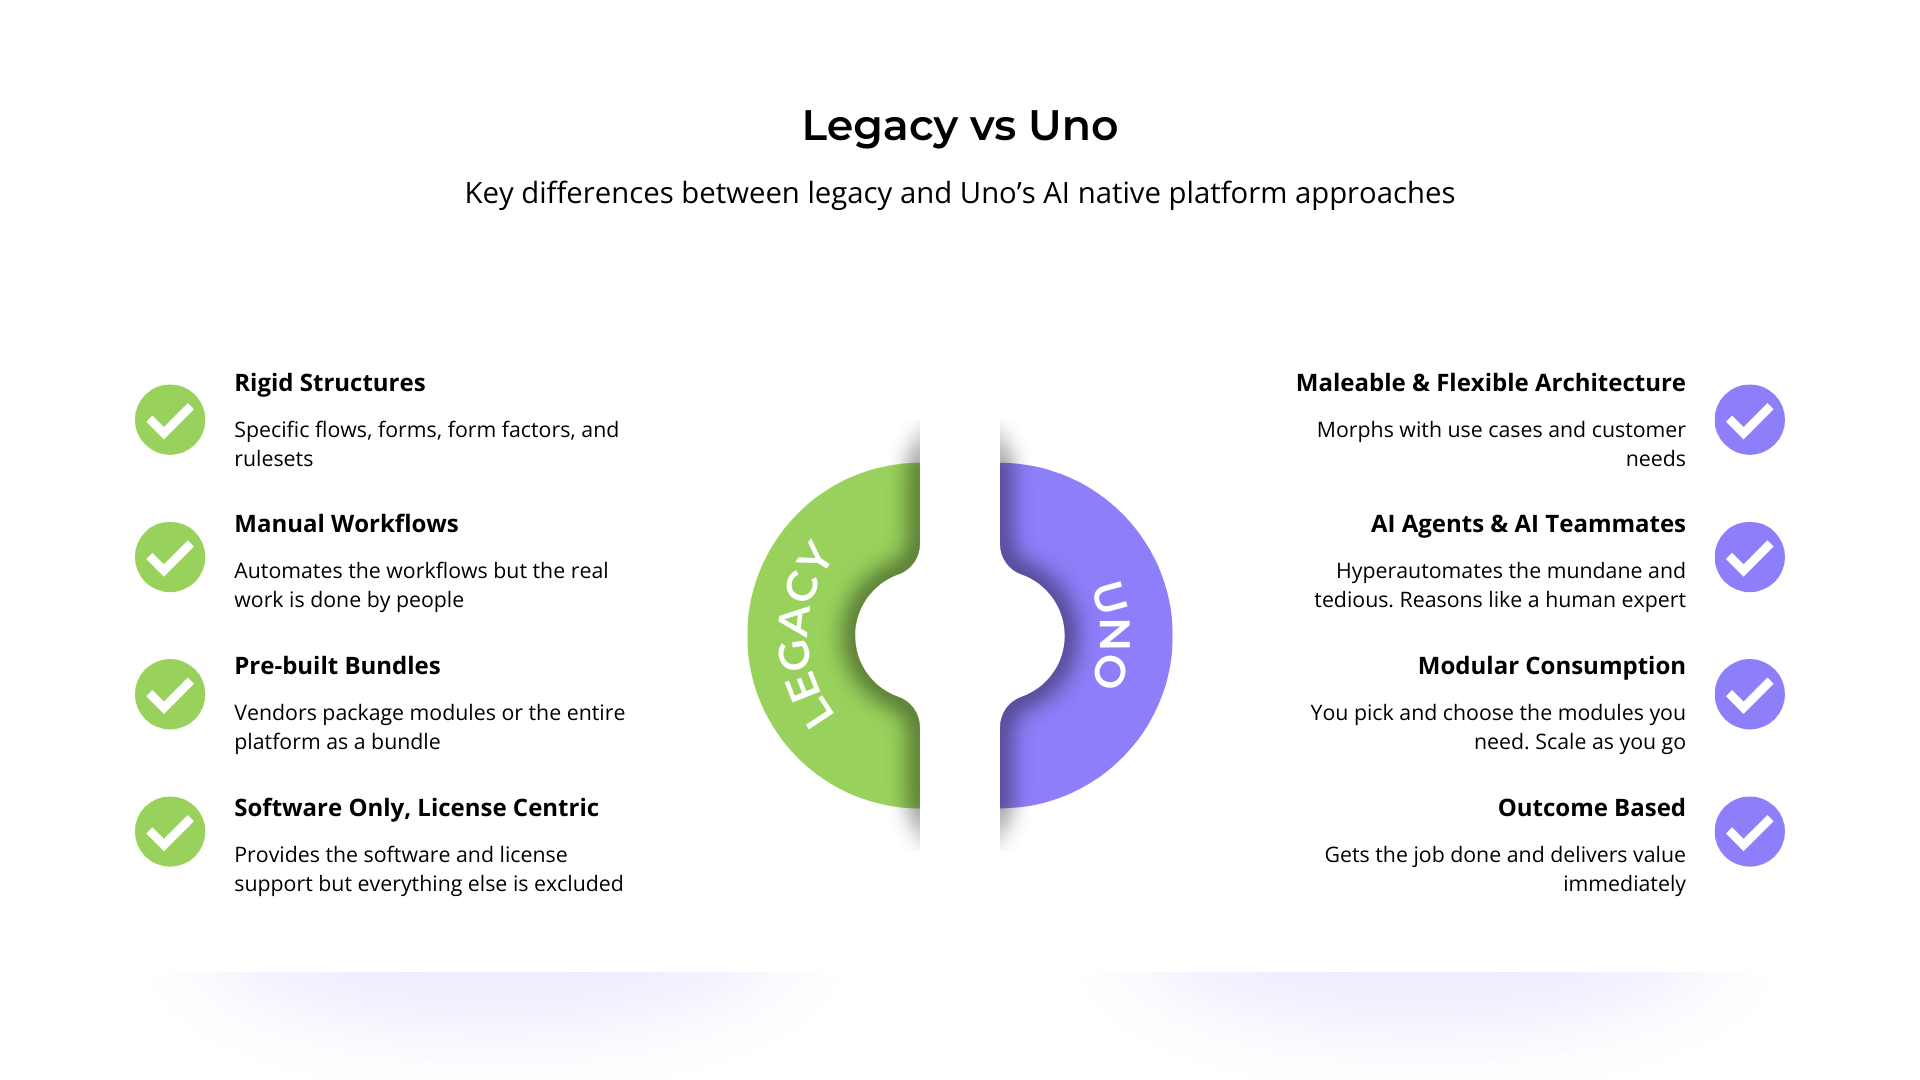 Legacy vs Uno
Key differences between legacy and Uno’s AI native platform approaches
Rigid Structures
Specific flows, forms, form factors, and
rulesets
Manual Workflows
Automates the workflows but the real
work is done by people
Pre-built Bundles
Vendors package modules or the entire
platform as a bundle
Software Only, License Centric
Provides the software and license
support but everything else is excluded
LEGACY
UNO
Maleable & Flexible Architecture
Morphs with use cases and customer
needs
AI Agents & AI Teammates
Hyperautomates the mundane and
tedious. Reasons like a human expert
Modular Consumption
You pick and choose the modules you
need. Scale as you go
Outcome Based
Gets the job done and delivers value
immediately